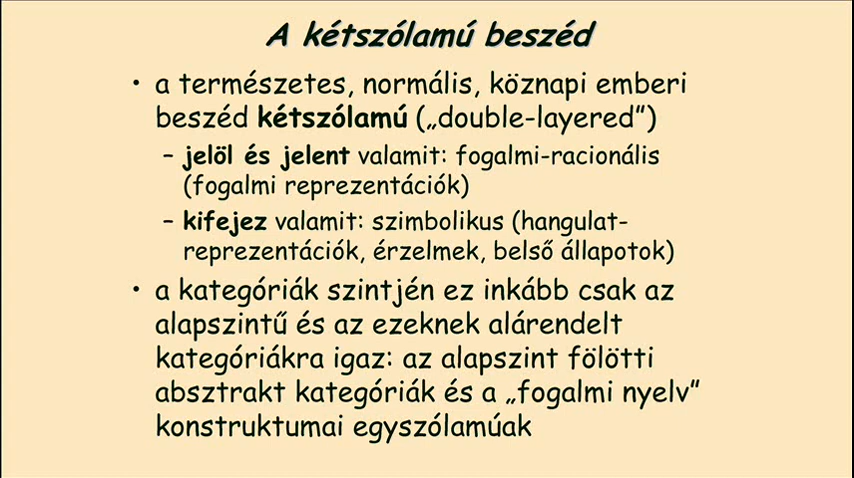 A kétszólamú beszéd
• a természetes, normális, köznapi emberi
beszéd kétszólamú („double-layered”)
– jelöl és jelent valamit: fogalmi-racionális
(fogalmi reprezentációk)
– kifejez valamit: szimbolikus (hangulat-
reprezentációk, érzelmek, belső állapotok)
• a kategóriák szintjén ez inkább csak az
alapszintű és az ezeknek alárendelt
kategóriákra igaz: az alapszint fölötti
absztrakt kategóriák és a „fogalmi nyelv”
konstruktumai egyszólamúak